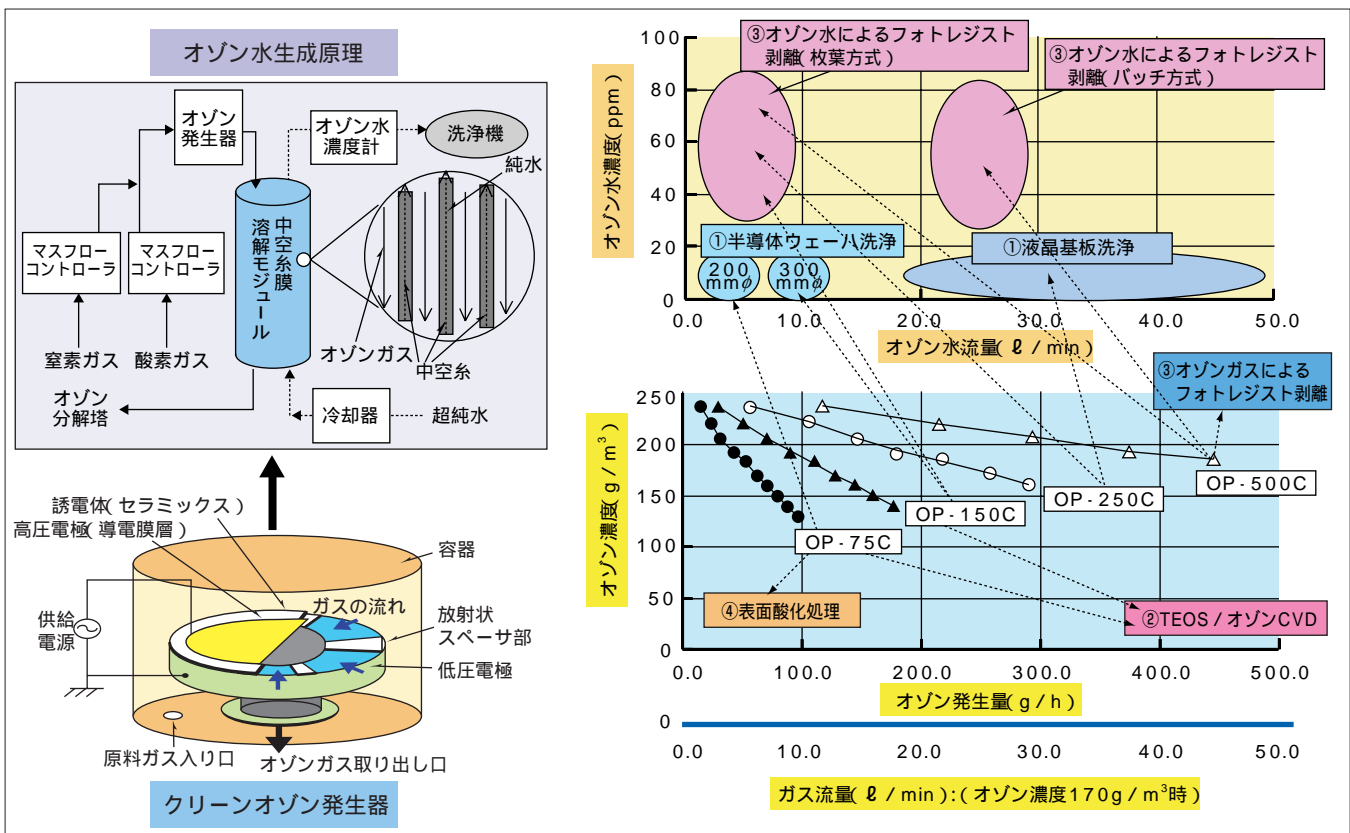 オゾン水生成原理
オゾン
発生器
オゾン水
濃度計
洗浄機
純水
マスフロー
コントローラ
マスフロー
コントローラ
中空糸膜
溶解モジュール
窒素ガス
酸素ガス
オゾンガス
中空糸
オゾン
分解塔
冷却器
超純水
誘電体(セラミックス)
高圧電極(導電膜層)
容器
供給
電源
ガスの流れ
放射状
スペーサ部
低圧電極
原料ガス入り口
オゾンガス取り出し口
クリーンオゾン発生器
③オゾン水によるフォトレジスト
剥離(枚葉方式)
③オゾン水によるフォトレジスト
剥離(バッチ方式)
オゾン水濃度(ppm)
100
80
60
40
20
0
①半導体ウェーハ洗浄
200
mmφ
300
mmφ
①液晶基板洗浄
0.0 10.0 20.0 30.0 40.0 50.0
オゾン水流量(ℓ/min)
③オゾンガスによる
フォトレジスト剥離
オゾン濃度(g/m³)
250
200
150
100
50
0
OP-500C
OP-250C
OP-150C
OP-75C
④表面酸化処理
②TEOS/オゾンCVD
0.0 100.0 200.0 300.0 400.0 500.0
オゾン発生量(g/h)
0
0.0 10.0 20.0 30.0 40.0 50.0
ガス流量(ℓ/min):(オゾン濃度170g/m³時)